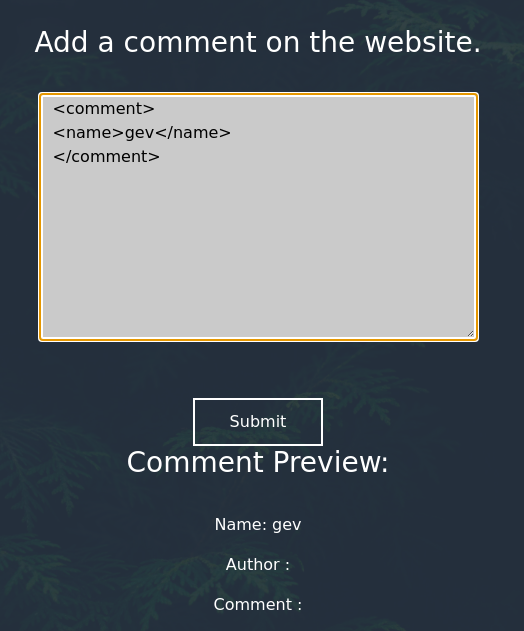 Add a comment on the website.
<comment>
<name>gev</name>
</comment>
Submit
Comment Preview:
Name: gev
Author :
Comment :